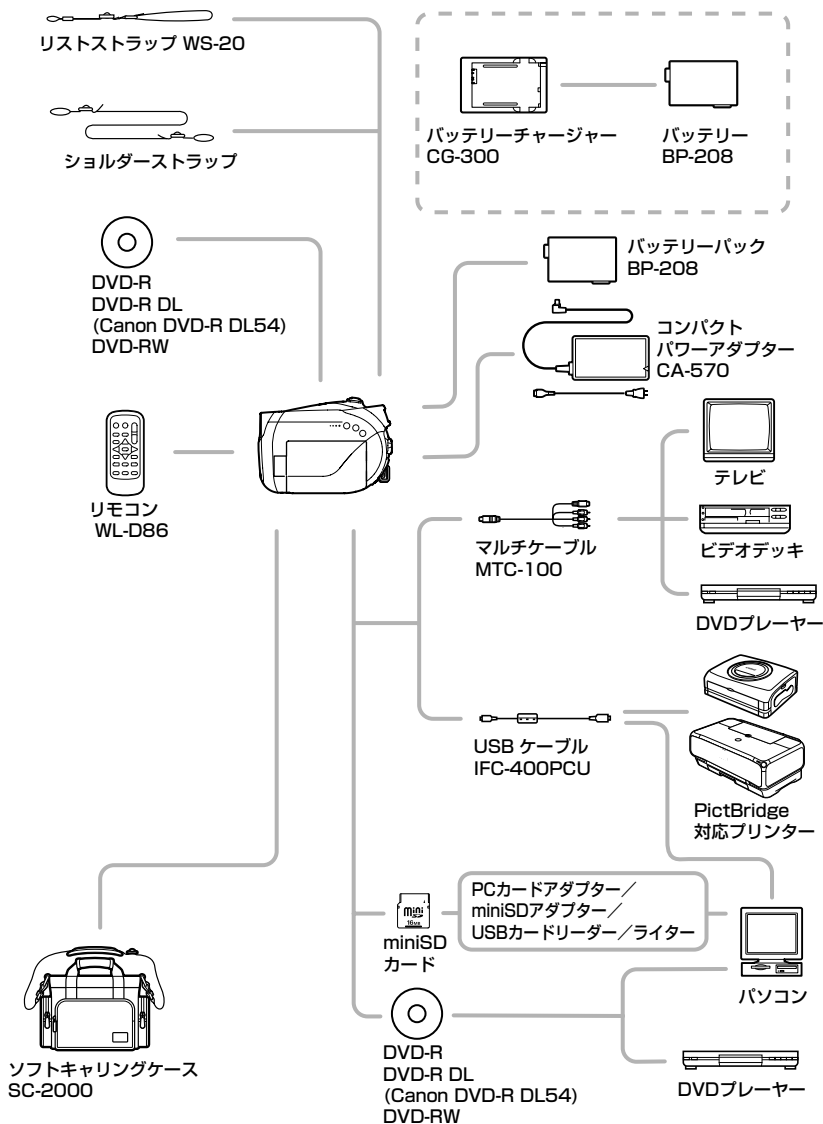 リストストラップ WS-20
ショルダーストラップ
バッテリーチャージャー
CG-300
バッテリー
BP-208
DVD-R
DVD-R DL
(Canon DVD-R DL54)
DVD-RW
バッテリーパック
BP-208
コンパクト
パワーアダプター
CA-570
リモコン
WL-D86
テレビ
マルチケーブル
MTC-100
ビデオデッキ
DVDプレーヤー
USB ケーブル
IFC-400PCU
PictBridge
対応プリンター
mini
16MB
miniSD
カード
PCカードアダプター／
miniSDアダプター／
USBカードリーダー／ライター
パソコン
ソフトキャリングケース
SC-2000
DVD-R
DVD-R DL
(Canon DVD-R DL54)
DVD-RW
DVDプレーヤー